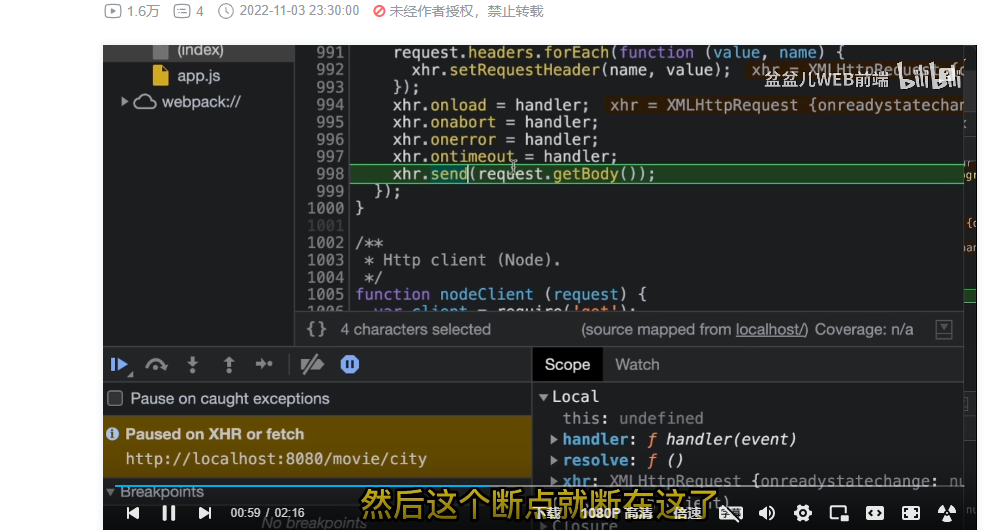 1.6万 4 2022-11-03 23:30:00 未经作者授权，禁止转载
(index)
app.js
webpack://
991 request.headers.forEach(function (value, name) {
992 xhr.setRequestHeader(name, value); xhr = XMLHttpRequest
993 });
994 xhr.onload = handler; xhr = XMLHttpRequest {onreadystatechan
995 xhr.onabort = handler;
996 xhr.onerror = handler;
997 xhr.ontimeout = handler;
998 xhr.send(request.getBody());
999 });
1000 }
1001
1002 /**
1003 * Http client (Node).
1004 */
1005 function nodeClient (request) {
1006 var client = require('got');
盆盆儿WEB前端 bilibili
{} 4 characters selected (source mapped from localhost/) Coverage: n/a
Pause on caught exceptions
Paused on XHR or fetch
http://localhost:8080/movie/city
Breakpoints
No breakpoints
Scope Watch
Local
this: undefined
handler: ƒ handler(event)
resolve: ƒ ()
xhr: XMLHttpRequest {onreadystatechange: nu
Closure
然后这个断点就断在这了
00:59 / 02:16 下载 1080P 高清 倍速